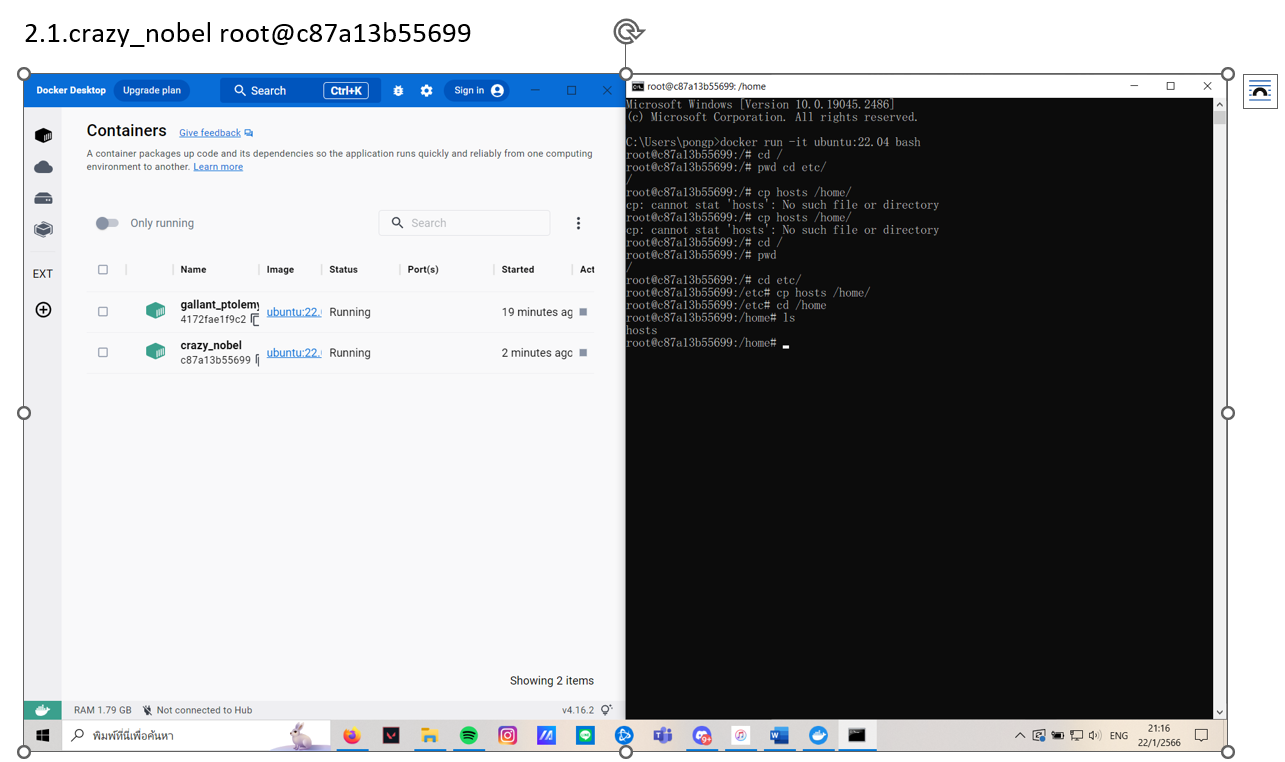 2.1.crazy_nobel root@c87a13b55699
Docker Desktop
Upgrade plan
Search
Ctrl+K
Sign in
Containers
Give feedback
A container packages up code and its dependencies so the application runs quickly and reliably from one computing
environment to another. Learn more
Only running
Search
EXT
Name Image Status Port(s) Started Act
gallant_ptolemy
4172fae1f9c2 ubuntu:22. Running 19 minutes ag
crazy_nobel
c87a13b55699 ubuntu:22. Running 2 minutes ago
Showing 2 items
RAM 1.79 GB Not connected to Hub v4.16.2
root@c87a13b55699: /home
Microsoft Windows [Version 10.0.19045.2486]
(c) Microsoft Corporation. All rights reserved.
C:\Users\pongp>docker run -it ubuntu:22.04 bash
root@c87a13b55699:/# cd /
root@c87a13b55699:/# pwd cd etc/
/
root@c87a13b55699:/# cp hosts /home/
cp: cannot stat 'hosts': No such file or directory
root@c87a13b55699:/# cp hosts /home/
cp: cannot stat 'hosts': No such file or directory
root@c87a13b55699:/# cd /
root@c87a13b55699:/# pwd
/
root@c87a13b55699:/# cd etc/
root@c87a13b55699:/etc# cp hosts /home/
root@c87a13b55699:/etc# cd /home
root@c87a13b55699:/home# ls
hosts
root@c87a13b55699:/home#
พิมพ์ที่นี่เพื่อค้นหา
ENG
21:16
22/1/2566